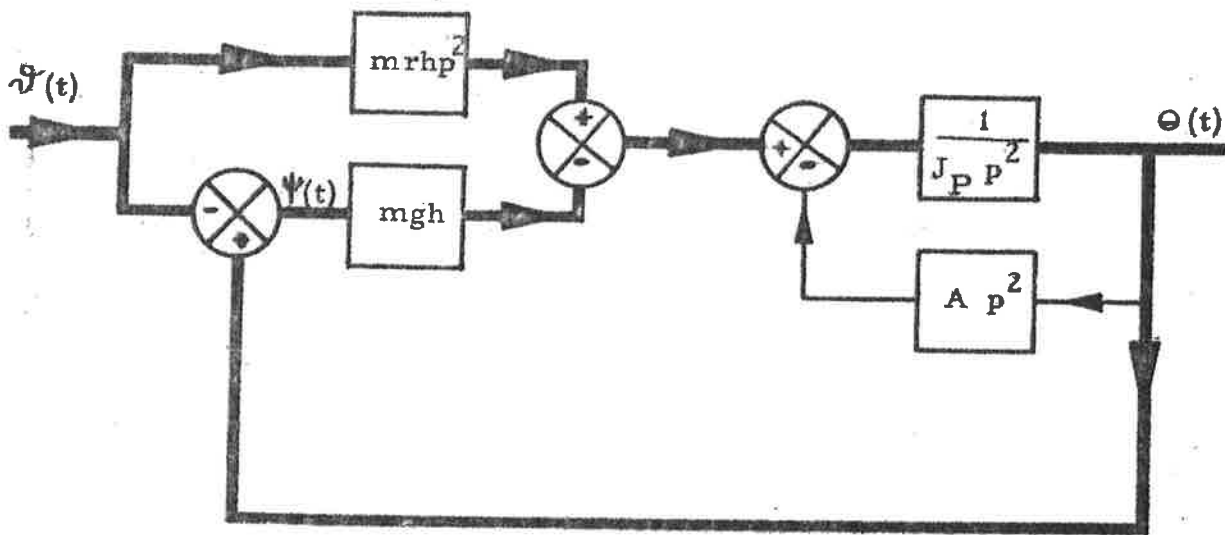 ϑ(t)
mrhp²
+
-
-
+
Ψ(t)
mgh
+
-
1
J_P p²
Θ(t)
A p²